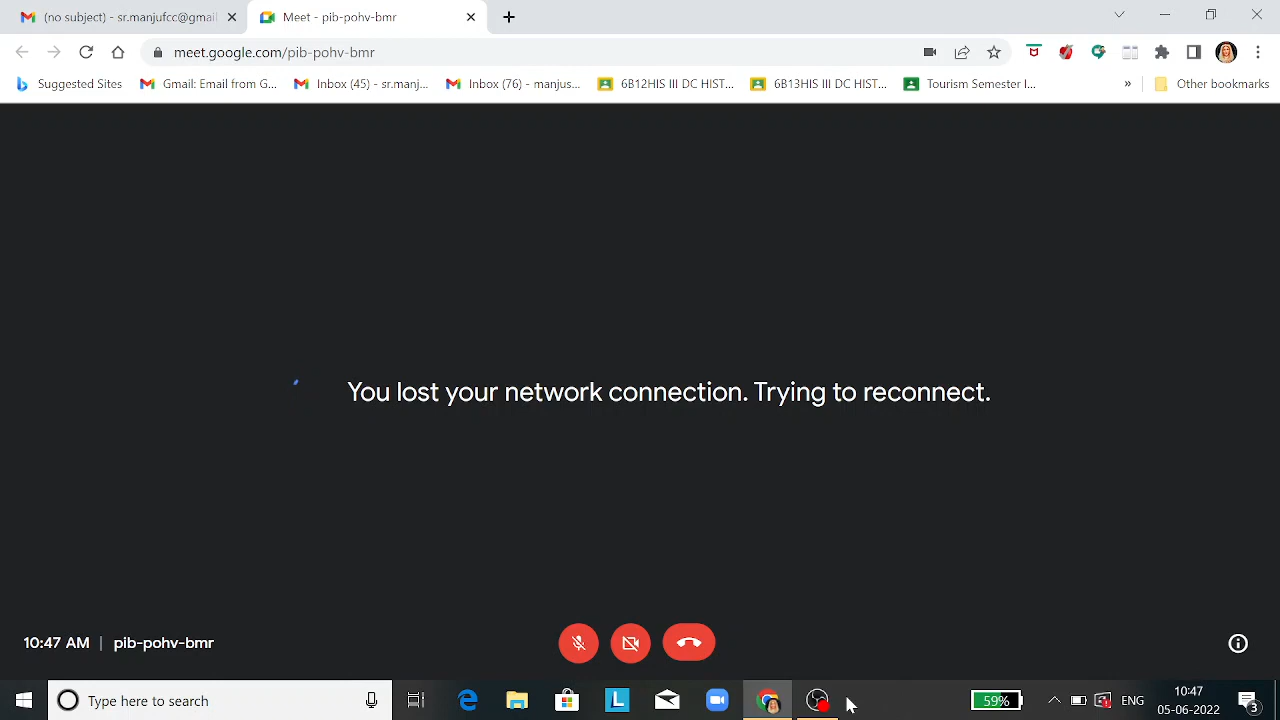 (no subject) - sr.manjufcc@gmail
Meet - pib-pohv-bmr
meet.google.com/pib-pohv-bmr
Suggested Sites
Gmail: Email from G...
Inbox (45) - sr.manj...
Inbox (76) - manjus...
6B12HIS III DC HIST...
6B13HIS III DC HIST...
Tourism Semester I...
»
Other bookmarks
You lost your network connection. Trying to reconnect.
10:47 AM | pib-pohv-bmr
Type here to search
L
59%
ENG
10:47
05-06-2022
3